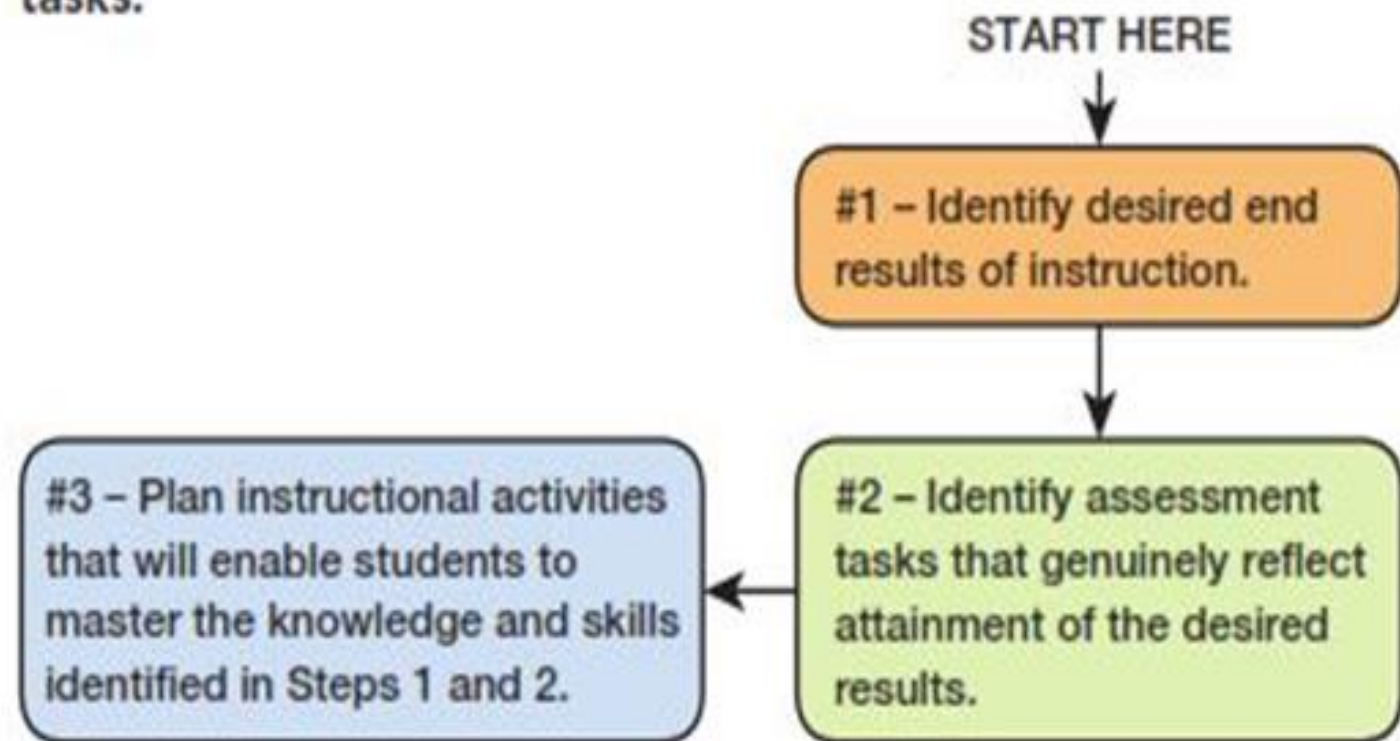 tasks.
START HERE
#1 – Identify desired end
results of instruction.
#2 – Identify assessment
tasks that genuinely reflect
attainment of the desired
results.
#3 – Plan instructional activities
that will enable students to
master the knowledge and skills
identified in Steps 1 and 2.